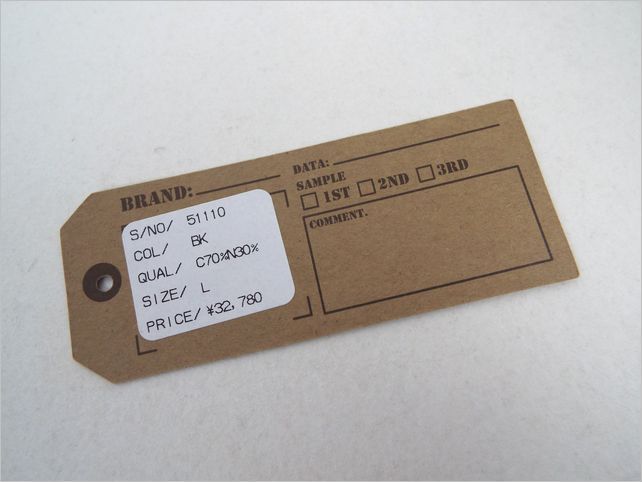 BRAND:
S/NO/ 51110
COL/ BK
QUAL/ C70%N30%
SIZE/ L
PRICE/ ¥32,780
DATA:
SAMPLE
1ST 2ND 3RD
COMMENT.